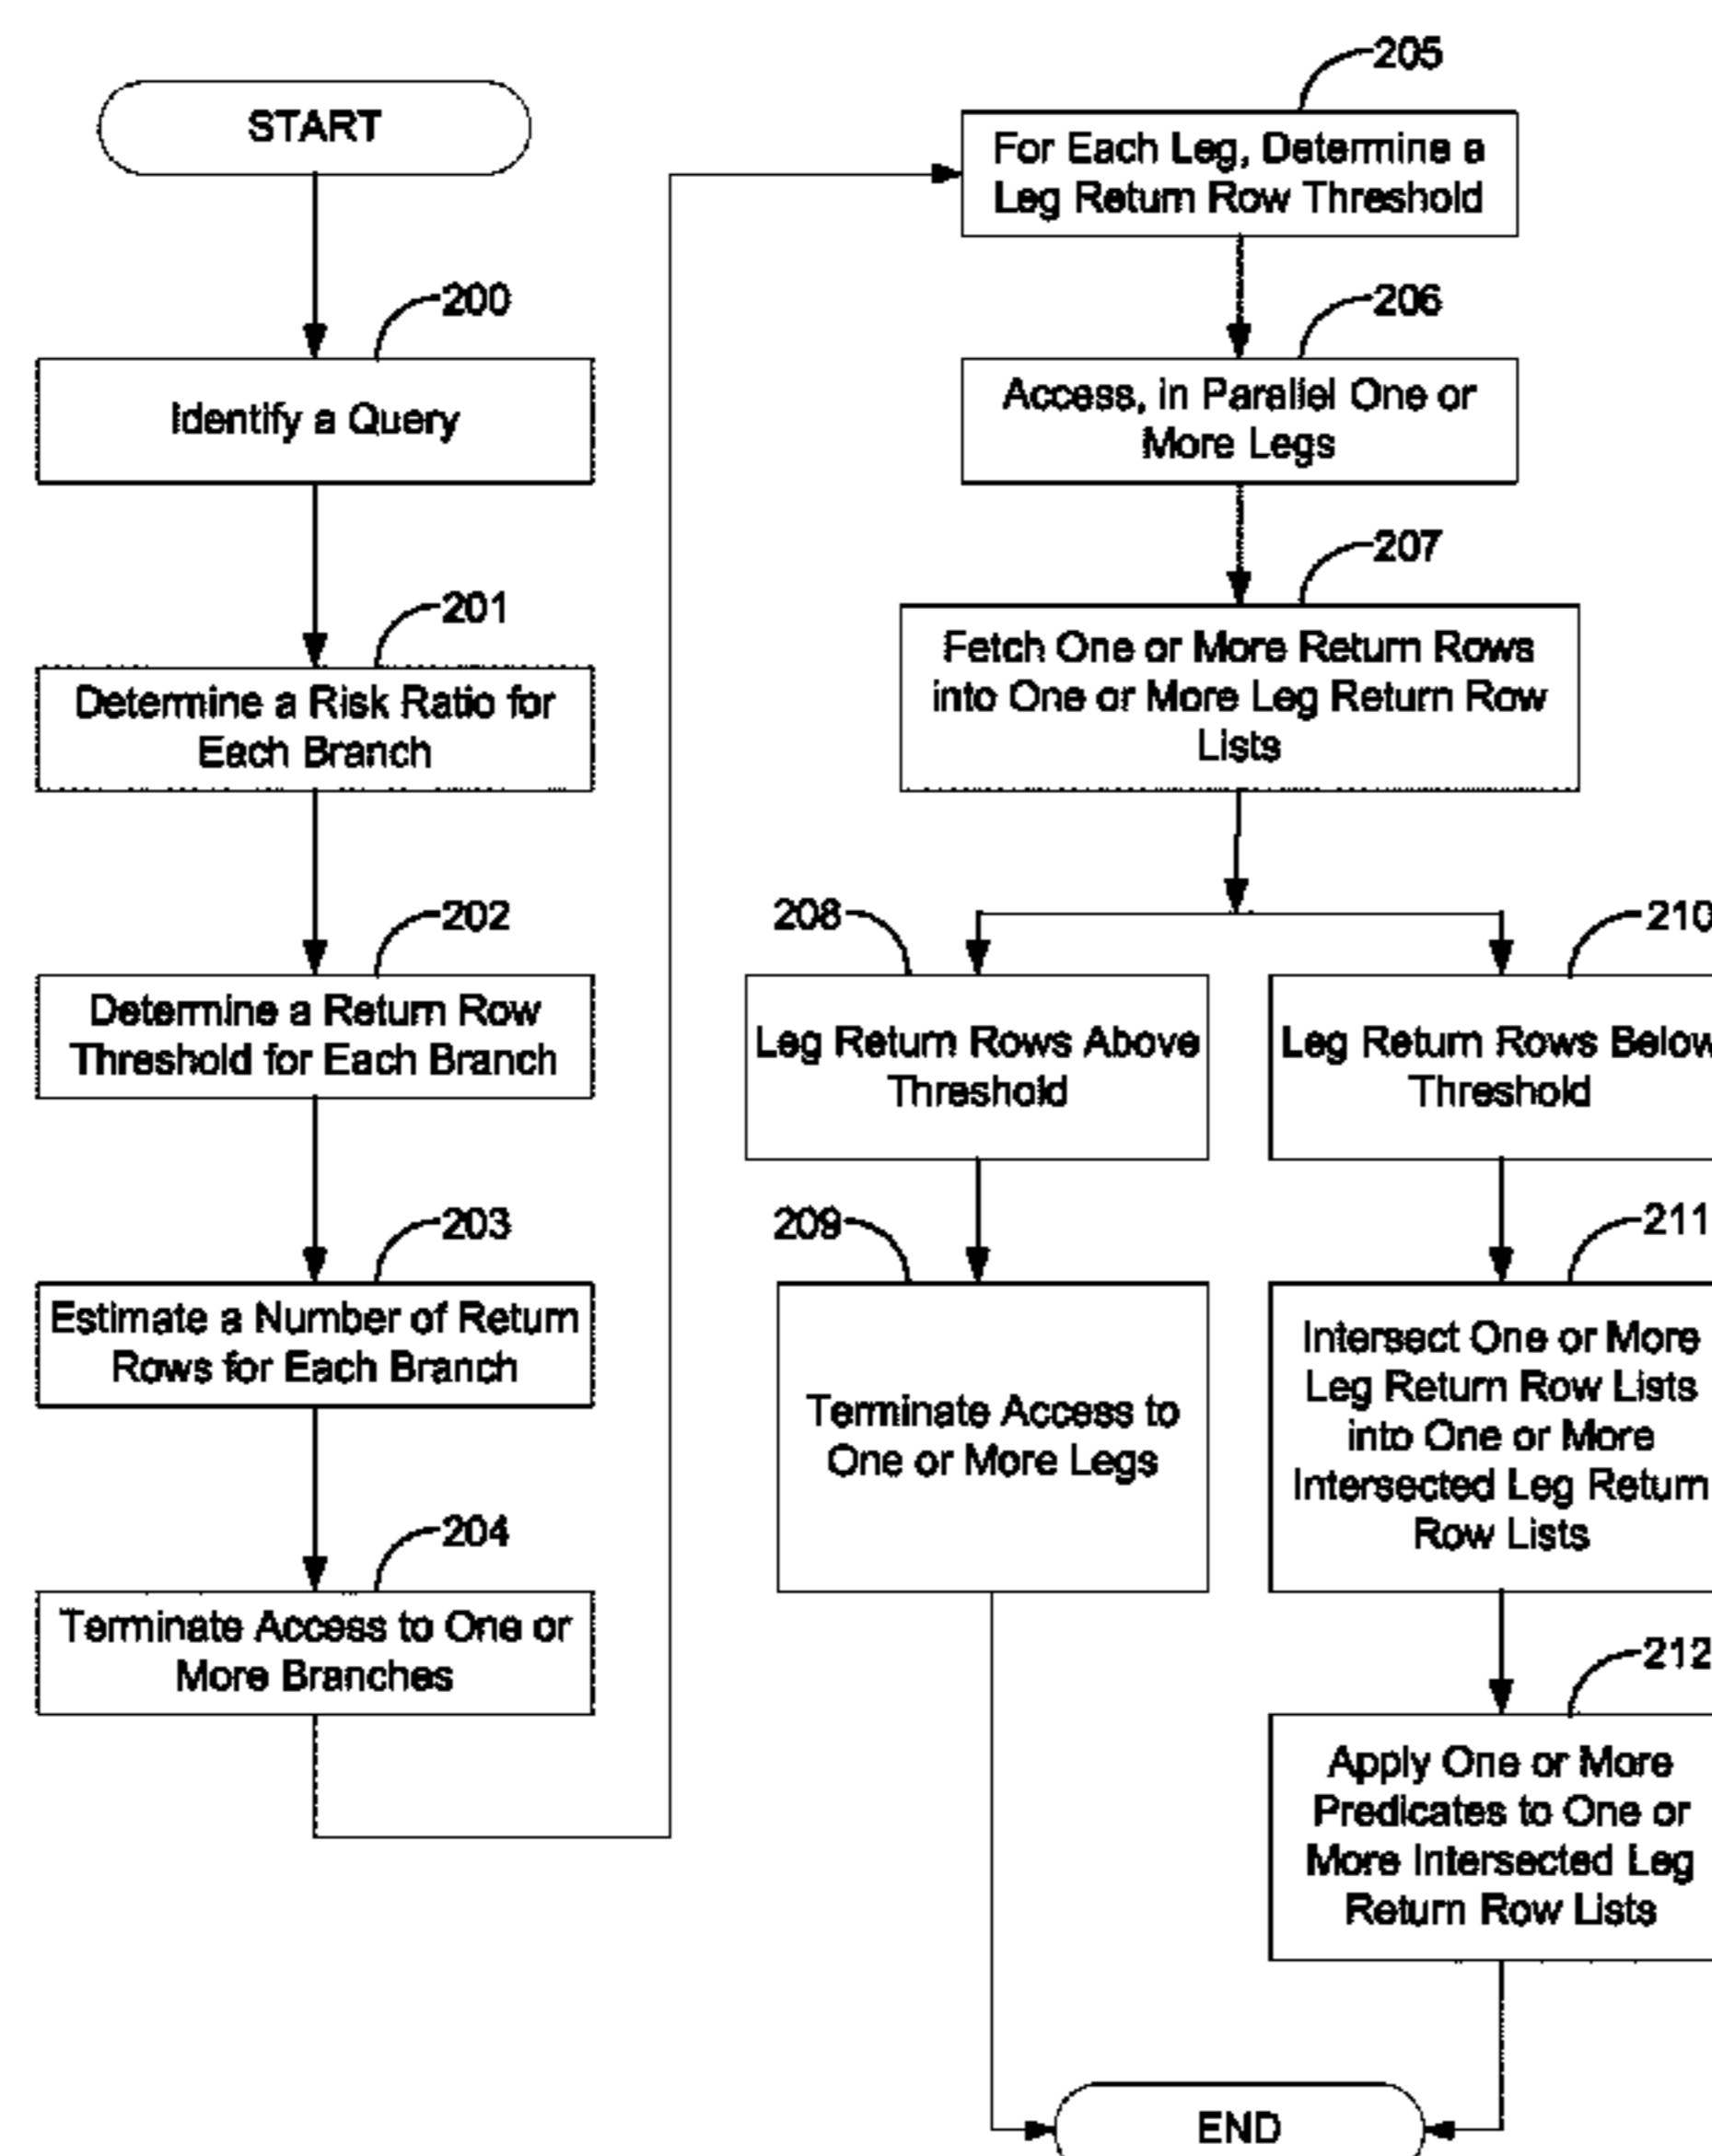 START
200
Identify a Query
201
Determine a Risk Ratio for
Each Branch
202
Determine a Return Row
Threshold for Each Branch
203
Estimate a Number of Return
Rows for Each Branch
204
Terminate Access to One or
More Branches
205
For Each Leg, Determine a
Leg Return Row Threshold
206
Access, in Parallel One or
More Legs
207
Fetch One or More Return Rows
into One or More Leg Return Row
Lists
208
Leg Return Rows Above
Threshold
209
Terminate Access to
One or More Legs
210
Leg Return Rows Below
Threshold
211
Intersect One or More
Leg Return Row Lists
into One or More
Intersected Leg Return
Row Lists
212
Apply One or More
Predicates to One or
More Intersected Leg
Return Row Lists
END